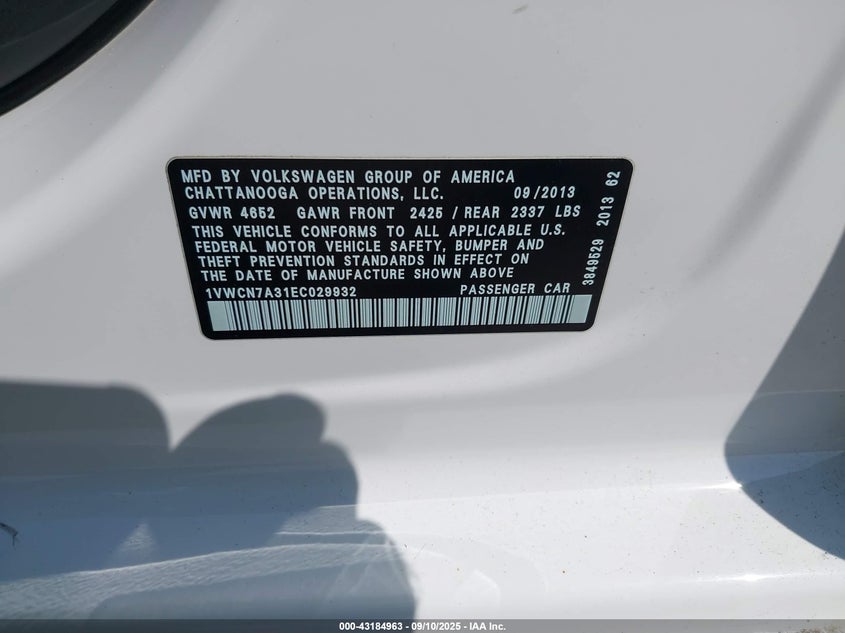 MFD BY VOLKSWAGEN GROUP OF AMERICA
CHATTANOOGA OPERATIONS, LLC. 09/2013
GVWR 4652 GAWR FRONT 2425 / REAR 2337 LBS
THIS VEHICLE CONFORMS TO ALL APPLICABLE U.S.
FEDERAL MOTOR VEHICLE SAFETY, BUMPER AND
THEFT PREVENTION STANDARDS IN EFFECT ON
THE DATE OF MANUFACTURE SHOWN ABOVE
1VWCN7A31EC029932 PASSENGER CAR
3849529 2013 62
000-43184963 - 09/10/2025 - IAA Inc.